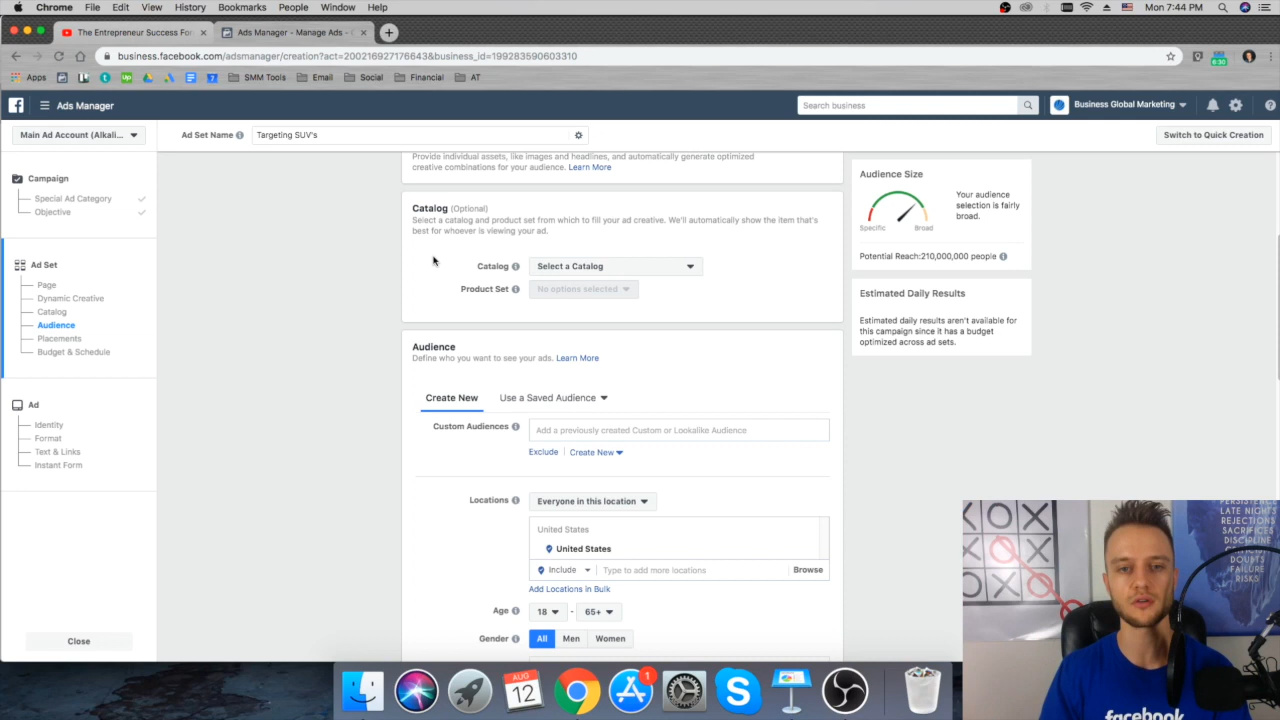 Chrome File Edit View History Bookmarks People Window Help
Mon 7:44 PM
The Entrepreneur Success For
Ads Manager - Manage Ads -
business.facebook.com/adsmanager/creation?act=200216927176643&business_id=199283590603310
8:30
Apps
Up
7
SMM Tools
Email
Social
Financial
AT
Ads Manager
Search business
Business Global Marketing
Main Ad Account (Alkali...
Ad Set Name
Targeting SUV's
Switch to Quick Creation
Campaign
Special Ad Category
Objective
Ad Set
Page
Dynamic Creative
Catalog
Audience
Placements
Budget & Schedule
Ad
Identity
Format
Text & Links
Instant Form
Close
Provide individual assets, like images and headlines, and automatically generate optimized
creative combinations for your audience. Learn More
Catalog (Optional)
Select a catalog and product set from which to fill your ad creative. We'll automatically show the item that's
best for whoever is viewing your ad.
Catalog
Select a Catalog
Product Set
No options selected
Audience
Define who you want to see your ads. Learn More
Create New
Use a Saved Audience
Custom Audiences
Add a previously created Custom or Lookalike Audience
Exclude
Create New
Locations
Everyone in this location
United States
United States
Include
Type to add more locations
Browse
Add Locations in Bulk
Age
18 - 65+
Gender
All Men Women
Audience Size
Your audience
selection is fairly
broad.
Specific
Broad
Potential Reach:210,000,000 people
Estimated Daily Results
Estimated daily results aren't available for
this campaign since it has a budget
optimized across ad sets.
PERSISTENCE
LATE NIGHTS
REJECTIONS
SACRIFICES
DISCIPLINE
CRITICISM
DOUBTS
FAILURE
RISKS
XOX
facebook
AUG
12
1